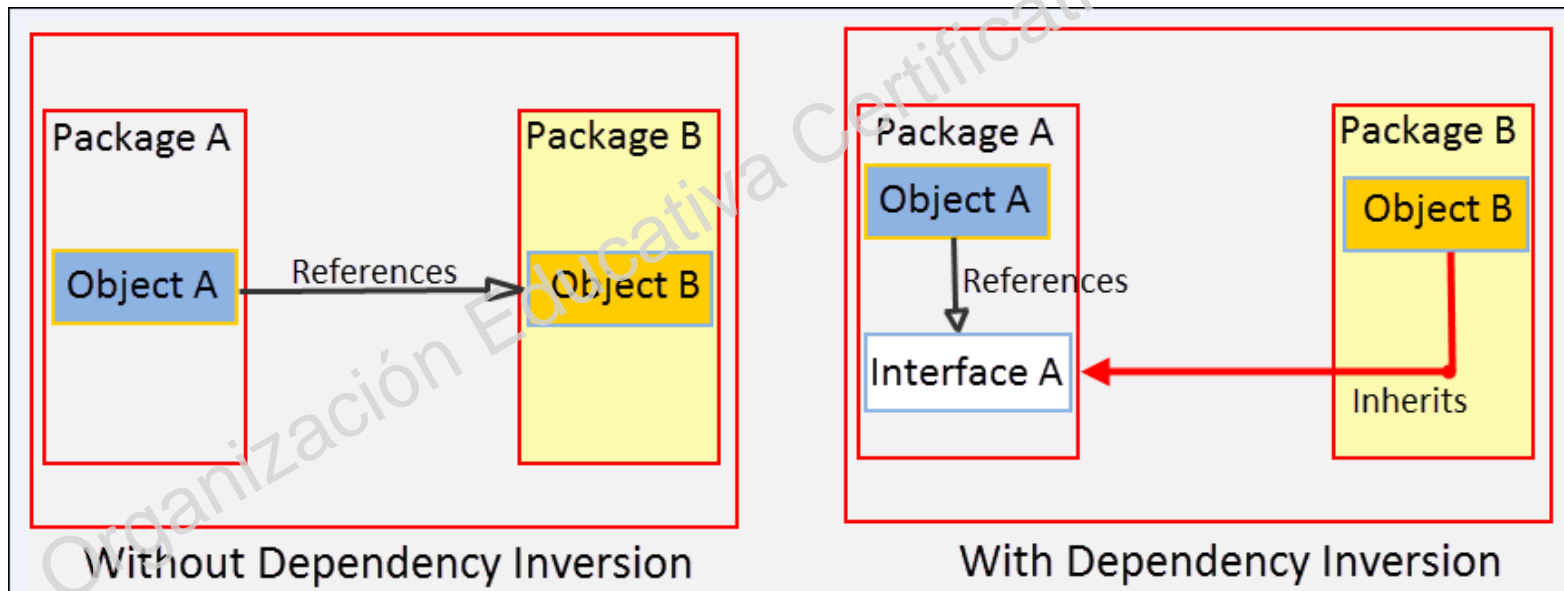 Package A
Object A
References
Package B
Object B
Without Dependency Inversion
Package A
Object A
References
Interface A
Package B
Object B
Inherits
With Dependency Inversion
Organización Educativa Certificati